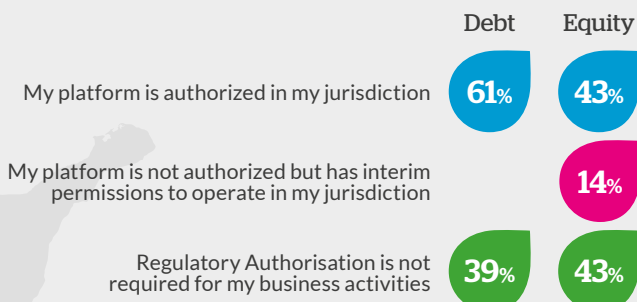 Debt Equity
My platform is authorized in my jurisdiction 61% 43%
My platform is not authorized but has interim
permissions to operate in my jurisdiction 14%
Regulatory Authorisation is not
required for my business activities 39% 43%